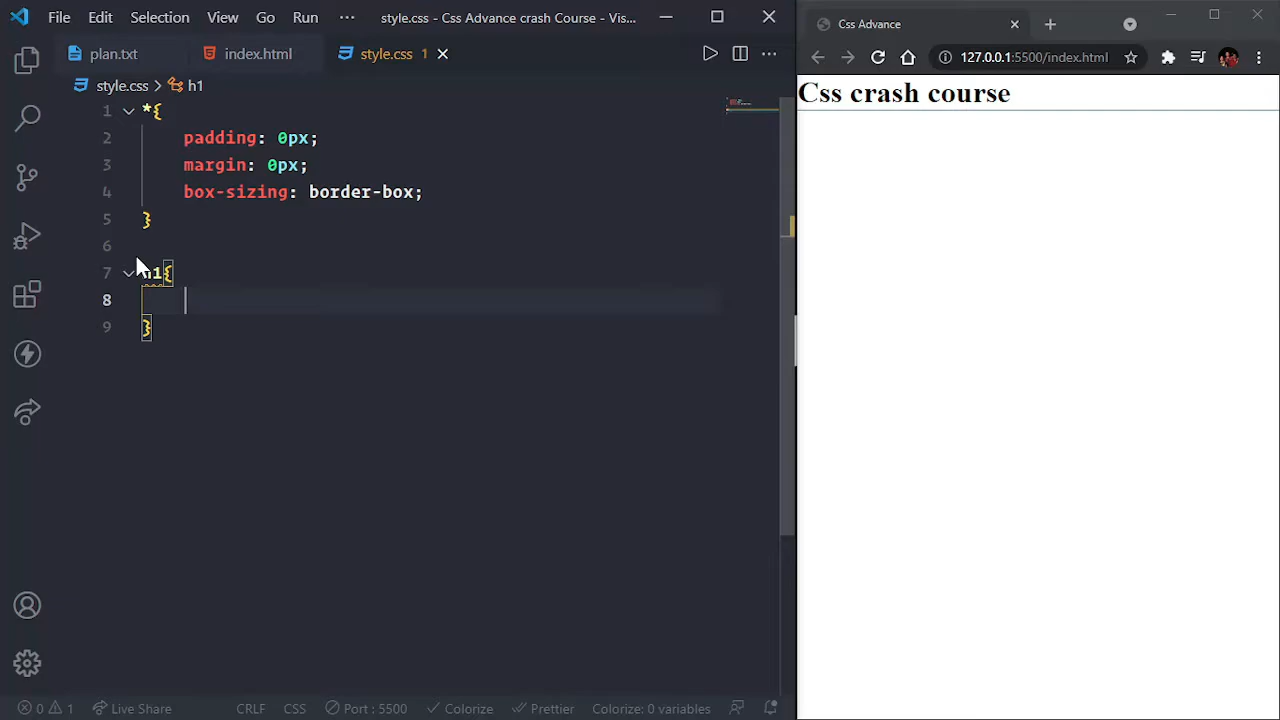 File Edit Selection View Go Run ··· style.css - Css Advance crash Course - Vis...
plan.txt index.html style.css 1
style.css > h1
1 *{
2 padding: 0px;
3 margin: 0px;
4 box-sizing: border-box;
5 }
6
7 h1{
8
9 }
0 1 Live Share CRLF CSS Port : 5500 Colorize Prettier Colorize: 0 variables
Css Advance
127.0.0.1:5500/index.html
Css crash course